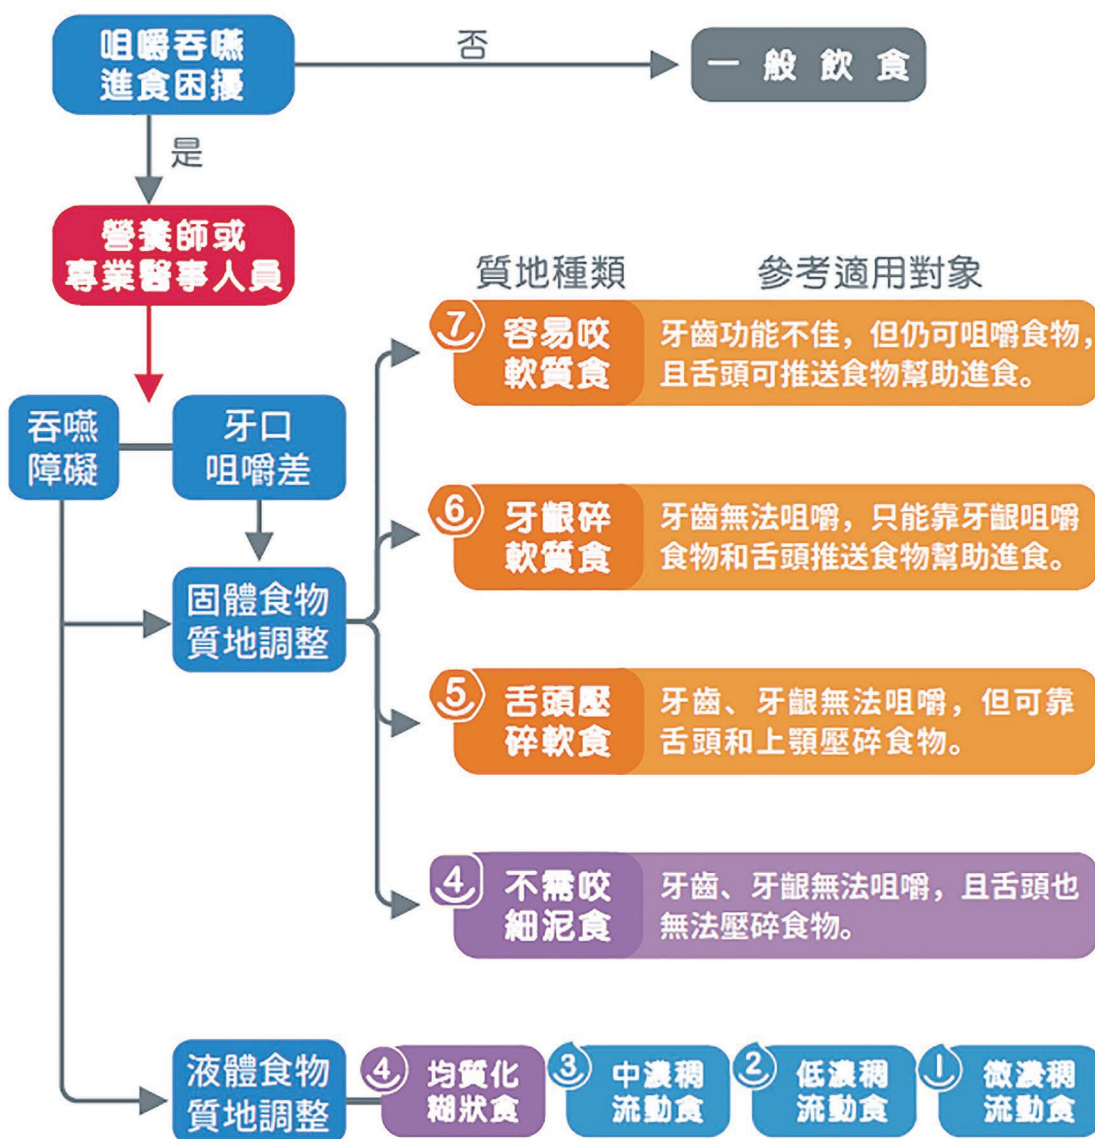 咀嚼吞嚥
進食困擾
否
一般飲食
是
營養師或
專業醫事人員
質地種類
參考適用對象
吞嚥
障礙
牙口
咀嚼差
固體食物
質地調整
7
容易咬
軟質食
牙齒功能不佳，但仍可咀嚼食物，
且舌頭可推送食物幫助進食。
6
牙齦碎
軟質食
牙齒無法咀嚼，只能靠牙齦咀嚼
食物和舌頭推送食物幫助進食。
5
舌頭壓
碎軟食
牙齒、牙齦無法咀嚼，但可靠
舌頭和上顎壓碎食物。
4
不需咬
細泥食
牙齒、牙齦無法咀嚼，且舌頭也
無法壓碎食物。
液體食物
質地調整
4
均質化
糊狀食
3
中濃稠
流動食
2
低濃稠
流動食
1
微濃稠
流動食